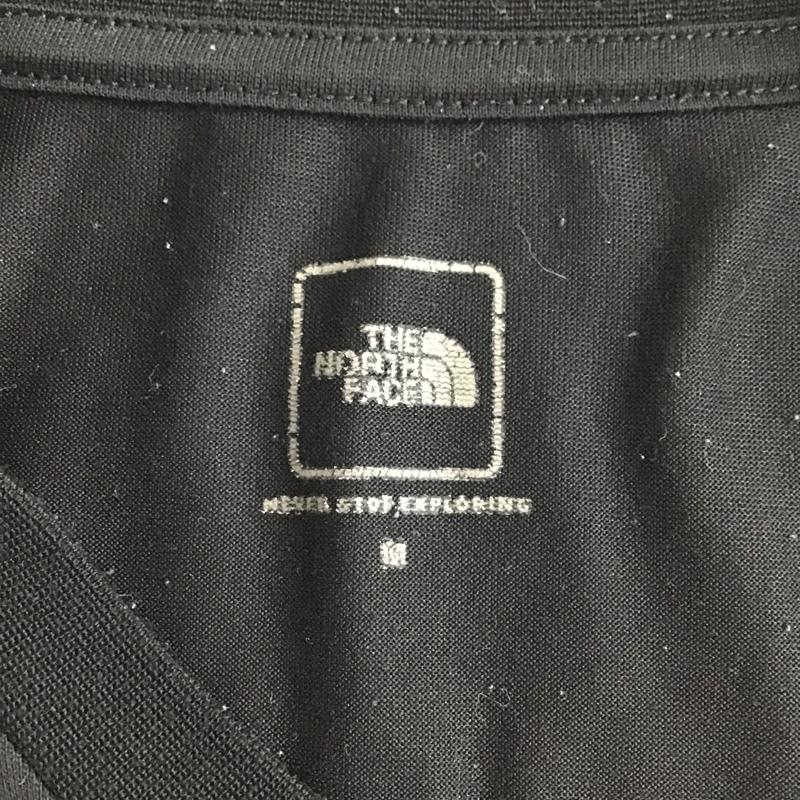 THE
NORTH
FACE
NEVER STOP EXPLORING
M